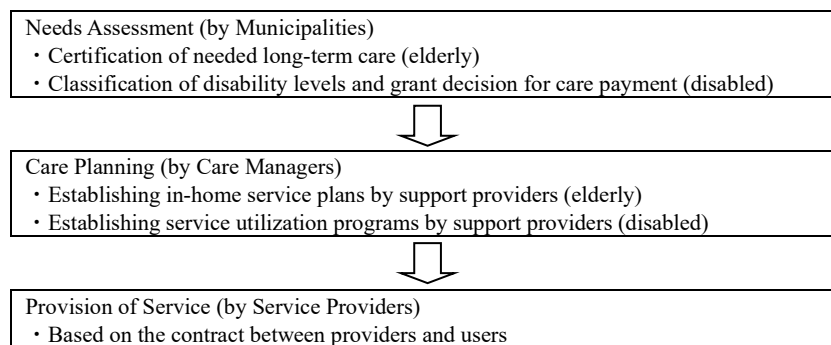 Needs Assessment (by Municipalities)
・Certification of needed long-term care (elderly)
・Classification of disability levels and grant decision for care payment (disabled)
Care Planning (by Care Managers)
・Establishing in-home service plans by support providers (elderly)
・Establishing service utilization programs by support providers (disabled)
Provision of Service (by Service Providers)
・Based on the contract between providers and users